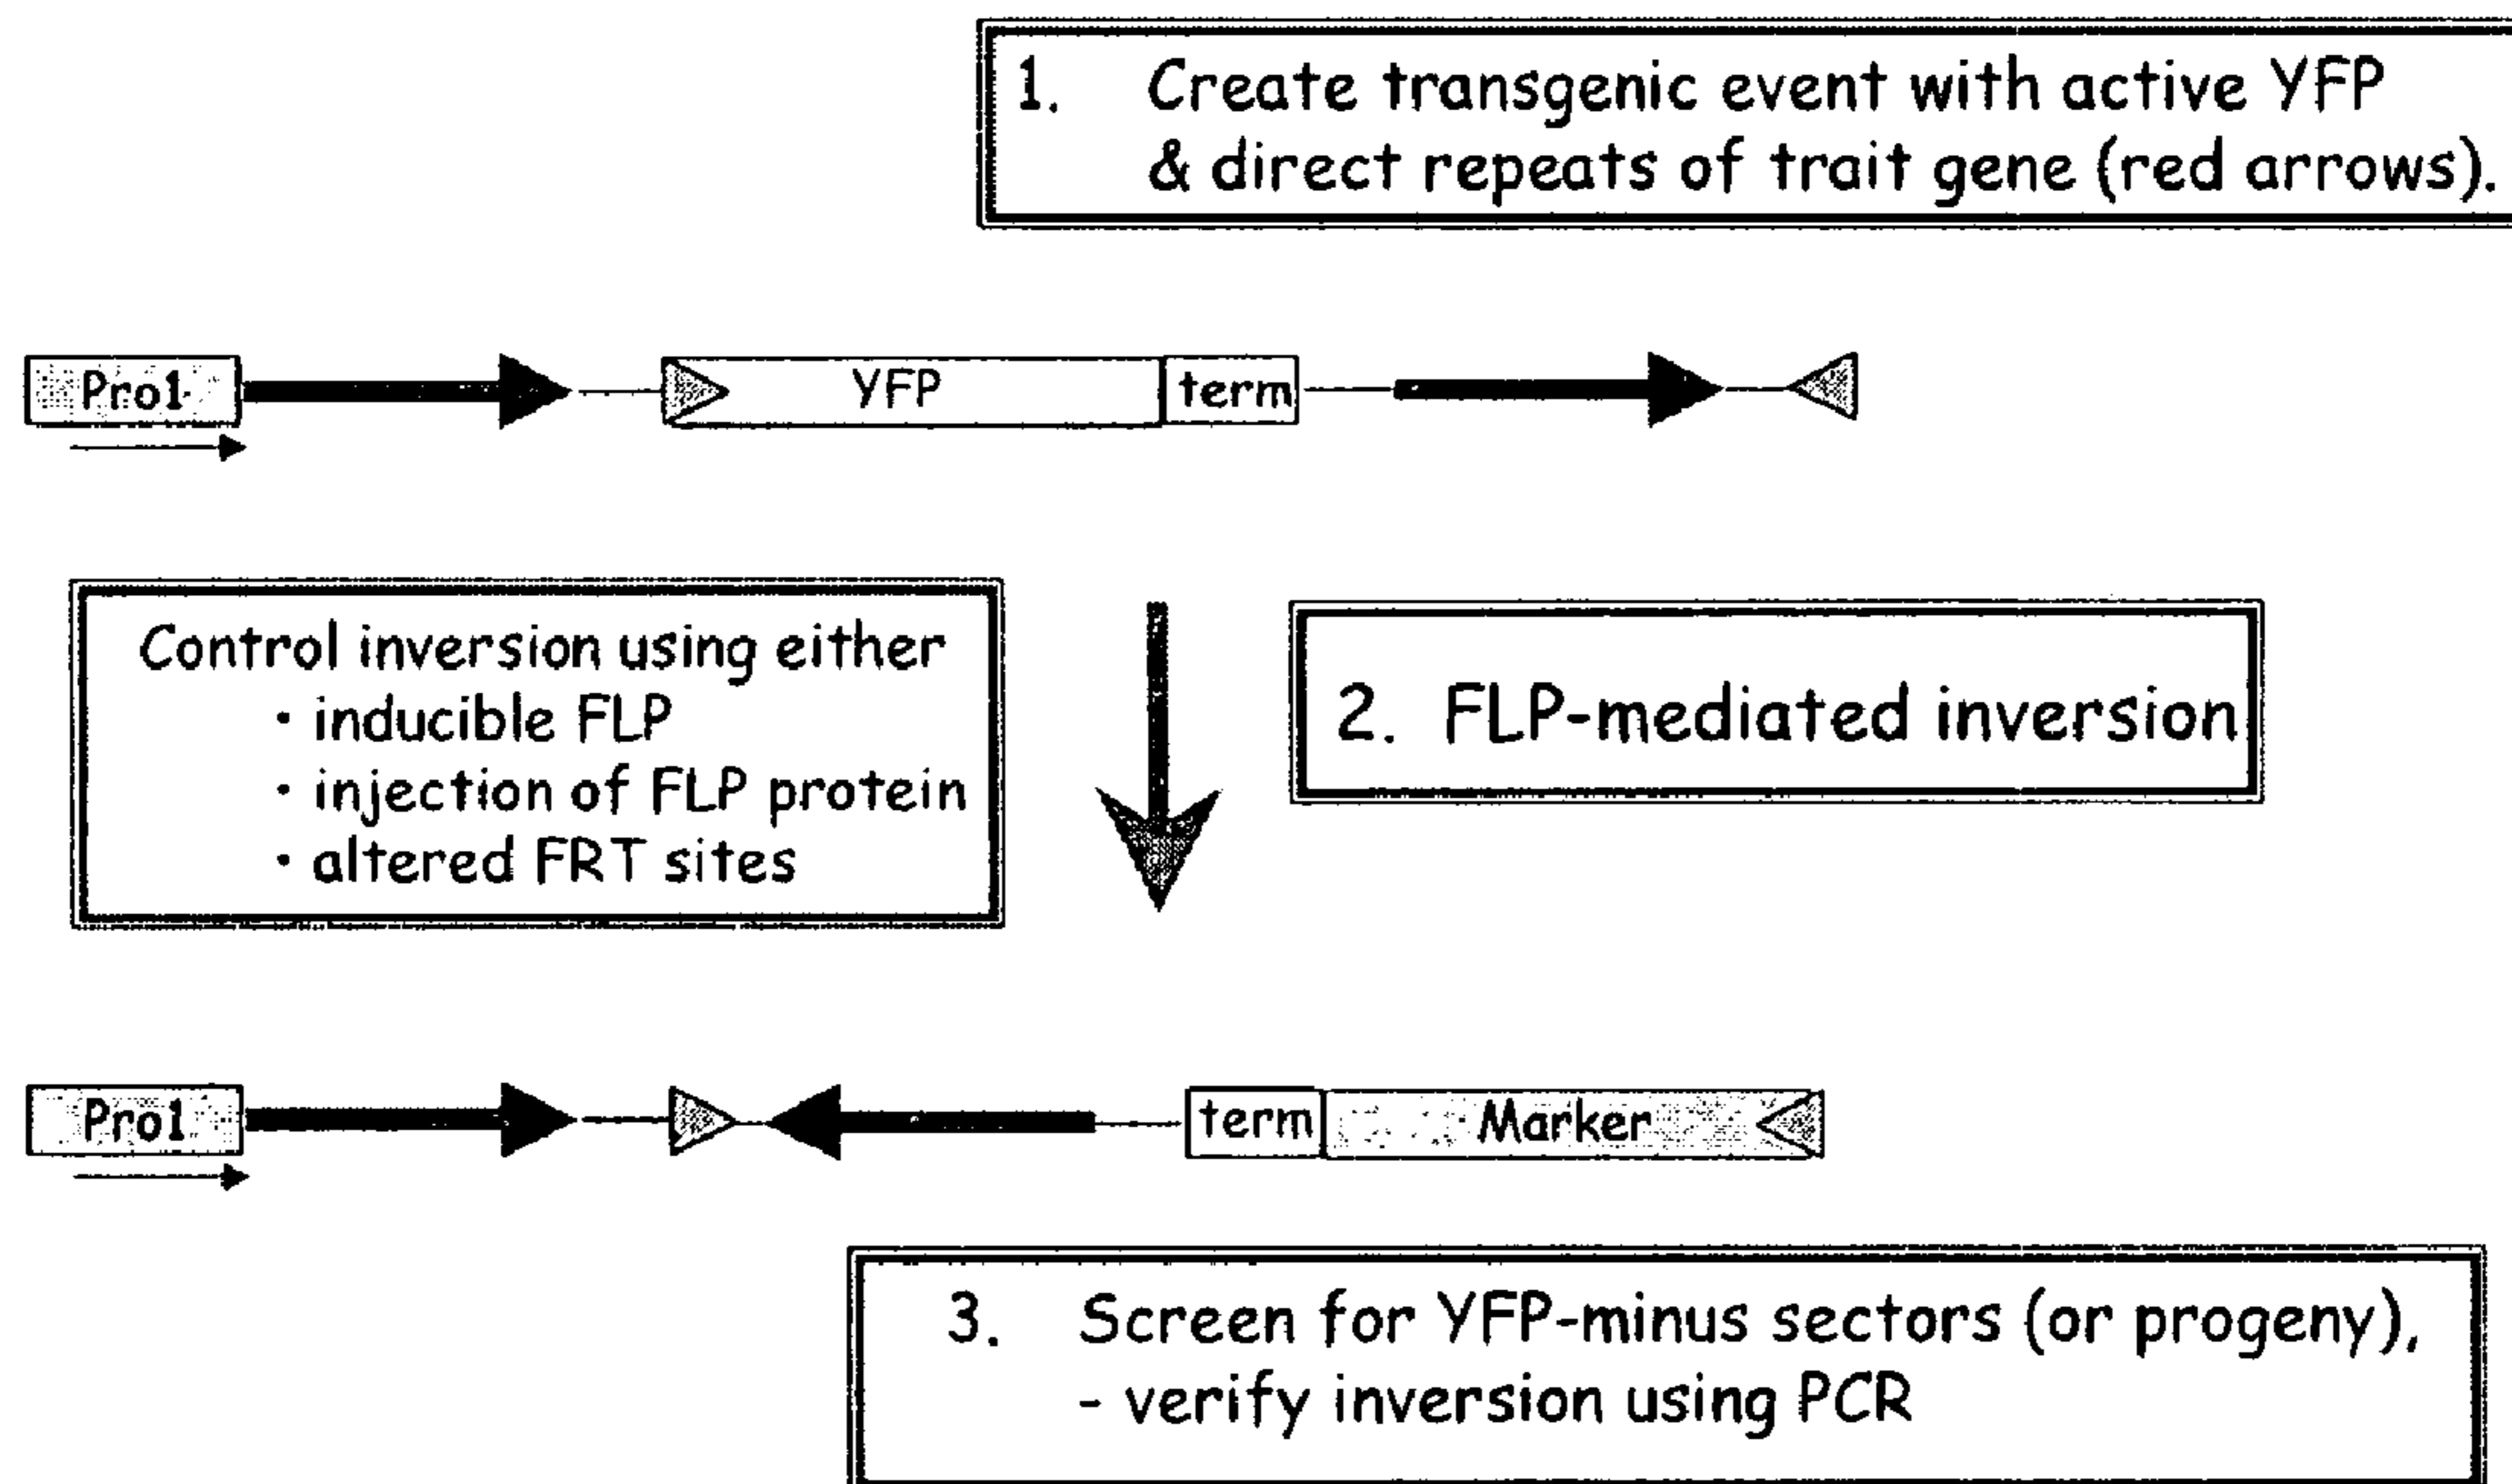 1. Create transgenic event with active YFP
& direct repeats of trait gene (red arrows).
Pro1 YFP term
Control inversion using either
• inducible FLP
• injection of FLP protein
• altered FRT sites
2. FLP-mediated inversion
Pro1 term Marker
3. Screen for YFP-minus sectors (or progeny),
- verify inversion using PCR